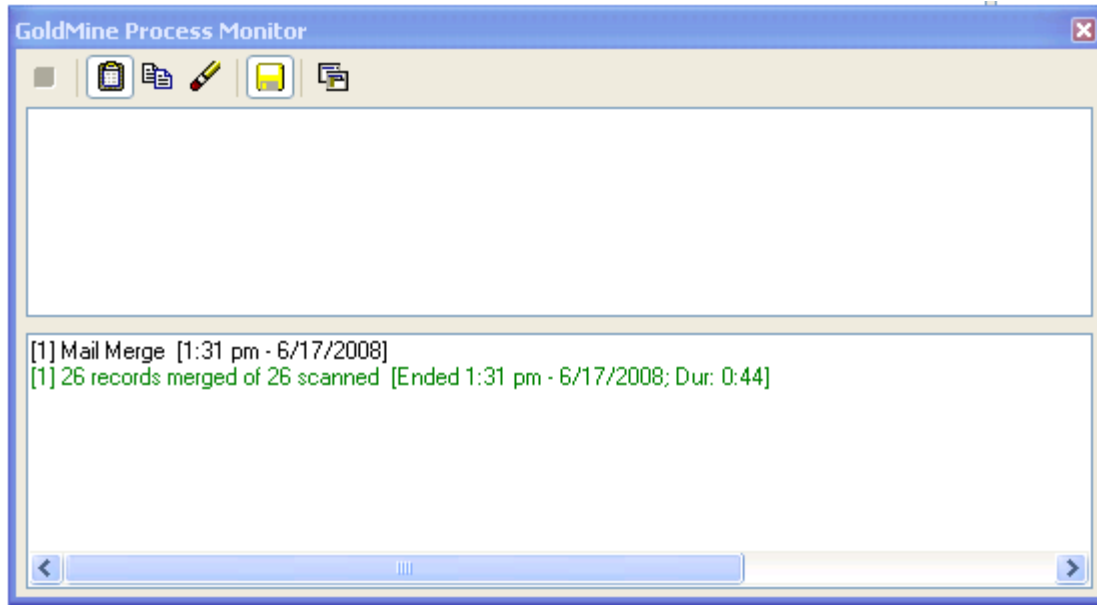 GoldMine Process Monitor
[1] Mail Merge [1:31 pm - 6/17/2008]
[1] 26 records merged of 26 scanned [Ended 1:31 pm - 6/17/2008; Dur: 0:44]